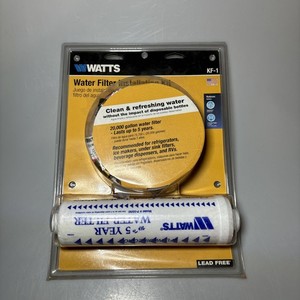 WATTS
KF-1
Water Filter Installation Kit
Clean & refreshing water
without the impact of disposable bottles
20,000 gallon water filter
- Lasts up to 5 years.
Recommended for refrigerators,
ice makers, under sink filters,
beverage dispensers, and RVs.
WATTS
5 YEAR
WATER FILTER
LEAD FREE